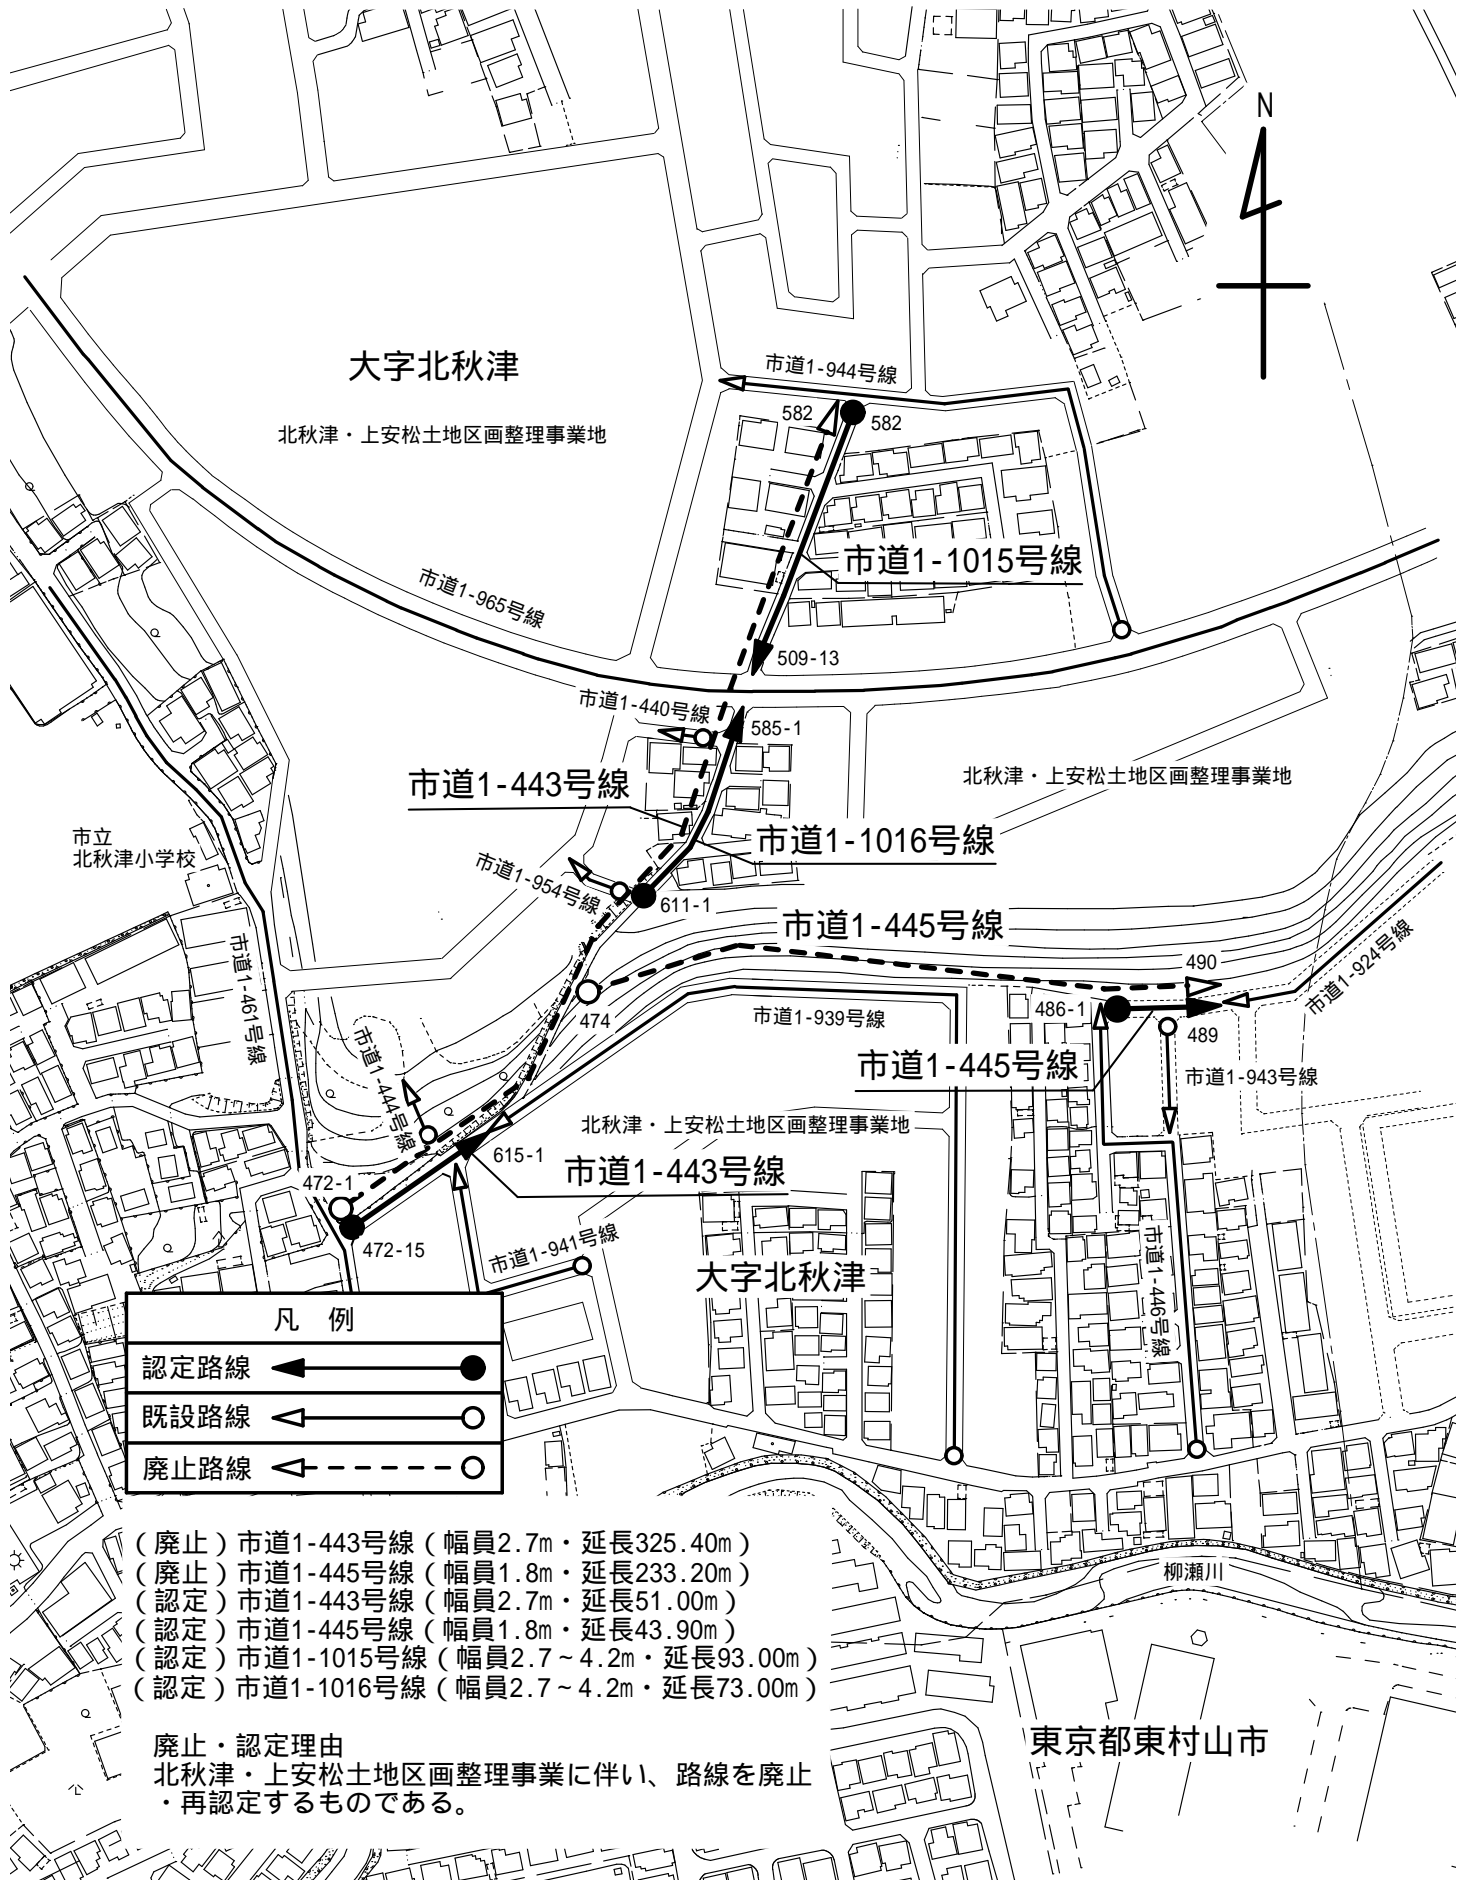 N
大字北秋津
市道1-944号線
582
582
北秋津・上安松土地区画整理事業地
市道1-1015号線
市道1-965号線
509-13
市道1-440号線
585-1
市道1-443号線
北秋津・上安松土地区画整理事業地
市立
北秋津小学校
市道1-1016号線
市道1-954号線
611-1
市道1-445号線
市道1-461号線
490
市道1-924号線
474
市道1-939号線
486-1
489
市道1-444号線
市道1-445号線
市道1-943号線
北秋津・上安松土地区画整理事業地
615-1
市道1-443号線
472-1
472-15
市道1-941号線
大字北秋津
市道1-446号線
凡 例
認定路線
既設路線
廃止路線
(廃止)市道1-443号線(幅員2.7m・延長325.40m)
(廃止)市道1-445号線(幅員1.8m・延長233.20m)
(認定)市道1-443号線(幅員2.7m・延長51.00m)
(認定)市道1-445号線(幅員1.8m・延長43.90m)
(認定)市道1-1015号線(幅員2.7~4.2m・延長93.00m)
(認定)市道1-1016号線(幅員2.7~4.2m・延長73.00m)
柳瀬川
東京都東村山市
廃止・認定理由
北秋津・上安松土地区画整理事業に伴い、路線を廃止
・再認定するものである。